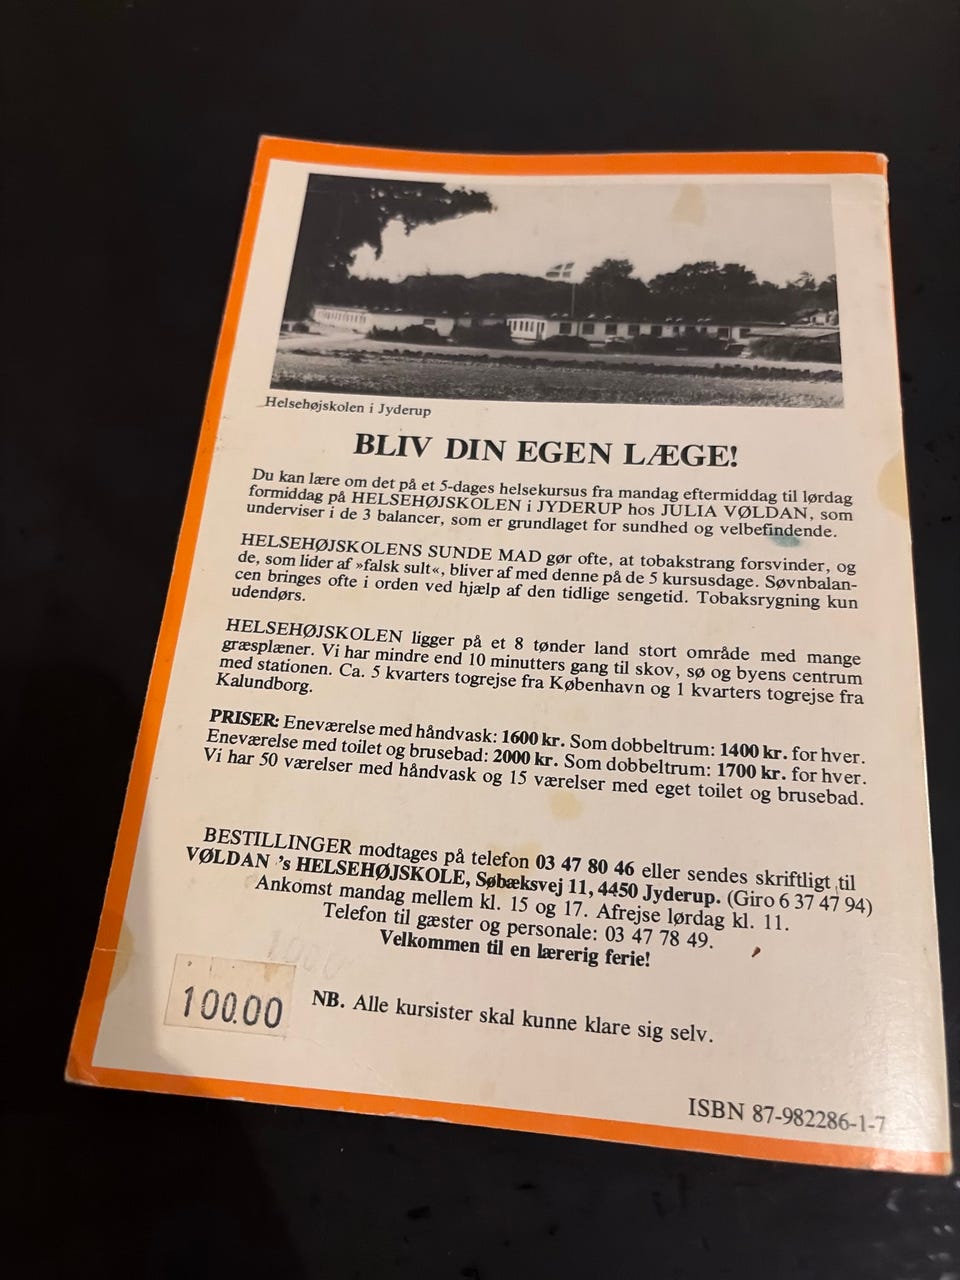 Helsehøjskolen i Jyderup
BLIV DIN EGEN LÆGE!
Du kan lære om det på et 5-dages helsekursus fra mandag eftermiddag til lørdag
formiddag på HELSEHØJSKOLEN i JYDERUP hos JULIA VØLDAN, som
underviser i de 3 balancer, som er grundlaget for sundhed og velbefindende.
HELSEHØJSKOLENS SUNDE MAD gør ofte, at tobakstrang forsvinder, og
de, som lider af »falsk sult«, bliver af med denne på de 5 kursusdage. Søvnbalan-
cen bringes ofte i orden ved hjælp af den tidlige sengetid. Tobaksrygning kun
udendørs.
HELSEHØJSKOLEN ligger på et 8 tønder land stort område med mange
græsplæner. Vi har mindre end 10 minutters gang til skov, sø og byens centrum
med stationen. Ca. 5 kvarters togrejse fra København og 1 kvarters togrejse fra
Kalundborg.
PRISER: Eneværelse med håndvask: 1600 kr. Som dobbeltrum: 1400 kr. for hver.
Eneværelse med toilet og brusebad: 2000 kr. Som dobbeltrum: 1700 kr. for hver.
Vi har 50 værelser med håndvask og 15 værelser med eget toilet og brusebad.
BESTILLINGER modtages på telefon 03 47 80 46 eller sendes skriftligt til
VØLDAN 's HELSEHØJSKOLE, Søbæksvej 11, 4450 Jyderup. (Giro 6 37 47 94)
Ankomst mandag mellem kl. 15 og 17. Afrejse lørdag kl. 11.
Telefon til gæster og personale: 03 47 78 49.
Velkommen til en lærerig ferie!
100.00
NB. Alle kursister skal kunne klare sig selv.
ISBN 87-982286-1-7